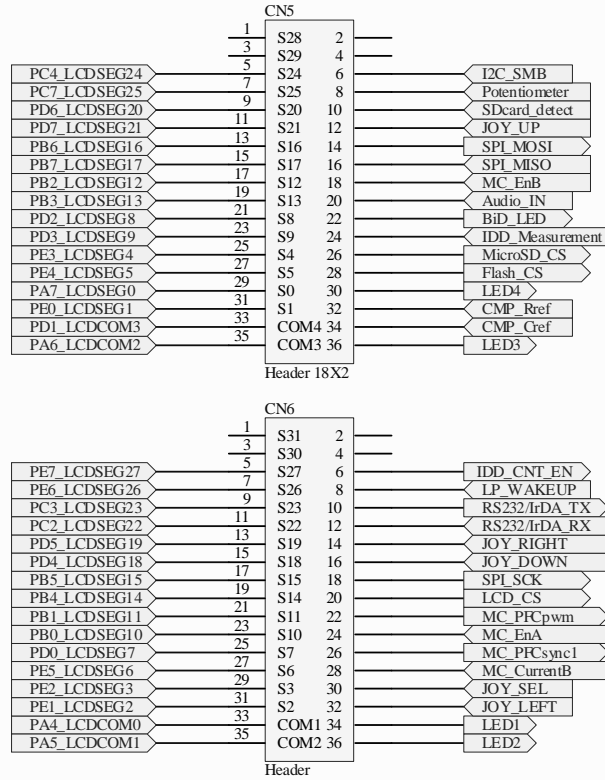 CN5
1 S28 2
3 S29 4
PC4_LCDSEG24 5 S24 6 I2C_SMB
PC7_LCDSEG25 7 S25 8 Potentiometer
PD6_LCDSEG20 9 S20 10 SDcard_detect
PD7_LCDSEG21 11 S21 12 JOY_UP
PB6_LCDSEG16 13 S16 14 SPI_MOSI
PB7_LCDSEG17 15 S17 16 SPI_MISO
PB2_LCDSEG12 17 S12 18 MC_EnB
PB3_LCDSEG13 19 S13 20 Audio_IN
PD2_LCDSEG8 21 S8 22 BiD_LED
PD3_LCDSEG9 23 S9 24 IDD_Measurement
PE3_LCDSEG4 25 S4 26 MicroSD_CS
PE4_LCDSEG5 27 S5 28 Flash_CS
PA7_LCDSEG0 29 S0 30 LED4
PE0_LCDSEG1 31 S1 32 CMP_Rref
PD1_LCDCOM3 33 COM4 34 CMP_Cref
PA6_LCDCOM2 35 COM3 36 LED3
Header 18X2
CN6
1 S31 2
3 S30 4
PE7_LCDSEG27 5 S27 6 IDD_CNT_EN
PE6_LCDSEG26 7 S26 8 LP_WAKEUP
PC3_LCDSEG23 9 S23 10 RS232/IrDA_TX
PC2_LCDSEG22 11 S22 12 RS232/IrDA_RX
PD5_LCDSEG19 13 S19 14 JOY_RIGHT
PD4_LCDSEG18 15 S18 16 JOY_DOWN
PB5_LCDSEG15 17 S15 18 SPI_SCK
PB4_LCDSEG14 19 S14 20 LCD_CS
PB1_LCDSEG11 21 S11 22 MC_PFCpwm
PB0_LCDSEG10 23 S10 24 MC_EnA
PD0_LCDSEG7 25 S7 26 MC_PFCsync1
PE5_LCDSEG6 27 S6 28 MC_CurrentB
PE2_LCDSEG3 29 S3 30 JOY_SEL
PE1_LCDSEG2 31 S2 32 JOY_LEFT
PA4_LCDCOM0 33 COM1 34 LED1
PA5_LCDCOM1 35 COM2 36 LED2
Header